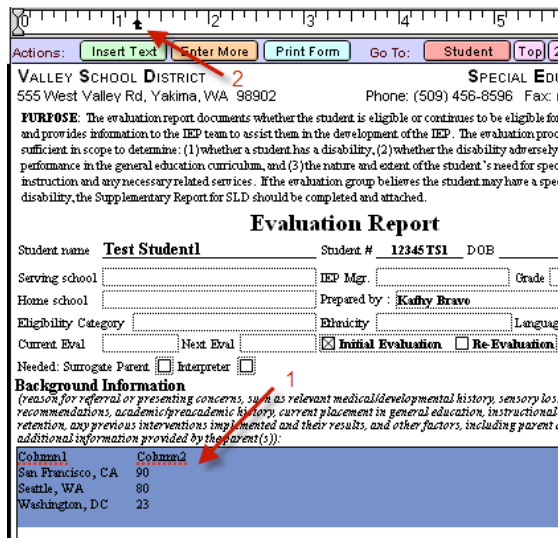 0 1 2 3 4 5
Actions: Insert Text Enter More Print Form Go To: Student Top 2
2
VALLEY SCHOOL DISTRICT SPECIAL EDU
555 West Valley Rd, Yakima, WA 98902 Phone: (509) 456-8596 Fax:
PURPOSE: The evaluation report documents whether the student is eligible or continues to be eligible for
and provides information to the IEP team to assist them in the development of the IEP. The evaluation proc
sufficient in scope to determine: (1) whether a student has a disability, (2) whether the disability adversely
performance in the general education curriculum, and (3) the nature and extent of the student's need for spec
instruction and any necessary related services. If the evaluation group believes the student may have a spec
disability, the Supplementary Report for SLD should be completed and attached.
Evaluation Report
Student name Test Student1 Student # 12345TS1 DOB
Serving school IEP Mgr. Grade
Home school Prepared by : Kathy Bravo
Eligibility Category Ethnicity Languag
Current Eval Next Eval Initial Evaluation Re-Evaluation
Needed: Surrogate Parent Interpreter
1
Background Information
(reason for referral or presenting concerns, such as relevant medical/developmental history, sensory los
recommendations, academic/preacademic history, current placement in general education, instructional
retention, any previous interventions implemented and their results, and other factors, including parent
additional information provided by the parent(s)):
Column1 Column2
San Francisco, CA 90
Seattle, WA 80
Washington, DC 23